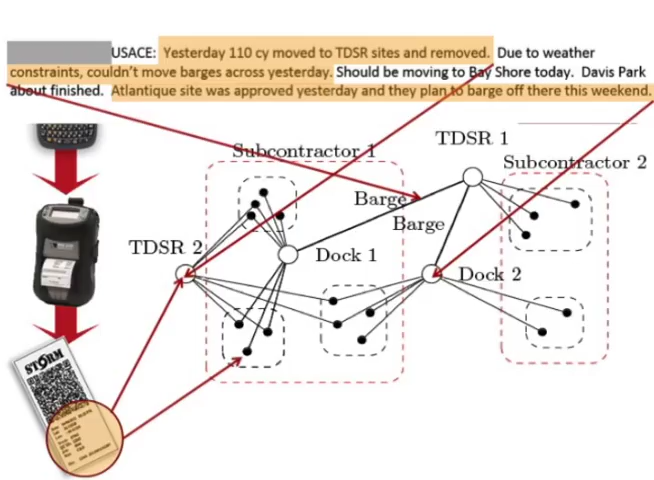 USACE: Yesterday 110 cy moved to TDSR sites and removed. Due to weather
constraints, couldn't move barges across yesterday. Should be moving to Bay Shore today. Davis Park
about finished. Atlantique site was approved yesterday and they plan to barge off there this weekend.
TDSR 1
Subcontractor 1
Subcontractor 2
Barge
Barge
TDSR 2
Dock 1
Dock 2
STORM